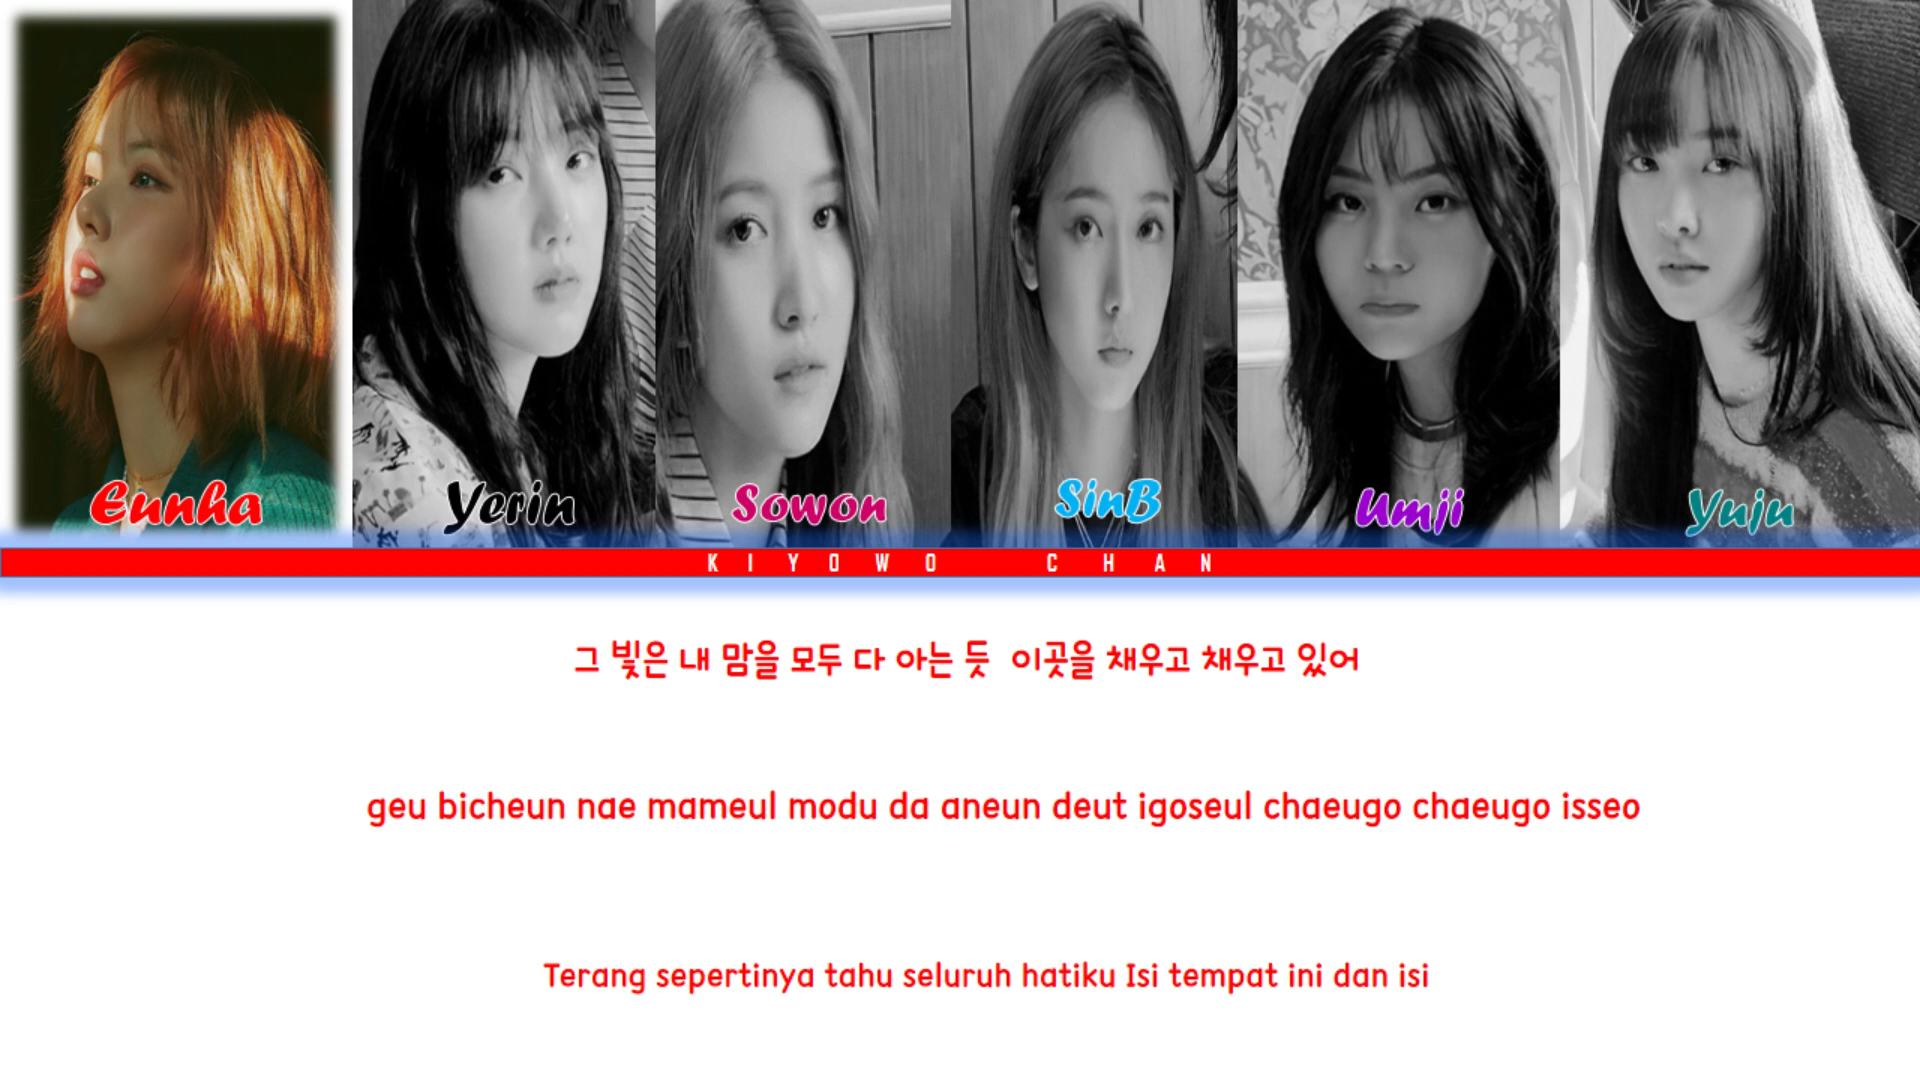 Eunha
Yerin
Sowon
SinB
Umji
Yuju
KIYOWO CHAN
그 빛은 내 맘을 모두 다 아는 듯 이곳을 채우고 채우고 있어
geu bicheun nae mameul modu da aneun deut igoseul chaeugo chaeugo isseo
Terang sepertinya tahu seluruh hatiku Isi tempat ini dan isi